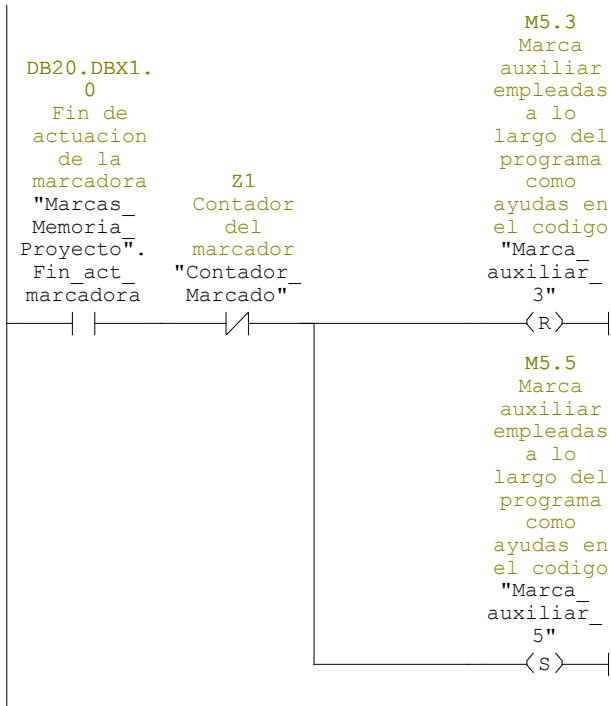 M5.3
Marca
auxiliar
empleadas
a lo
largo del
programa
como
ayudas en
el codigo
"Marca_
auxiliar_
3"
DB20.DBX1.
0
Fin de
actuacion
de la
marcadora
"Marcas_
Memoria_
Proyecto".
Fin_act_
marcadora
Z1
Contador
del
marcador
"Contador_
Marcado"
R
M5.5
Marca
auxiliar
empleadas
a lo
largo del
programa
como
ayudas en
el codigo
"Marca_
auxiliar_
5"
S